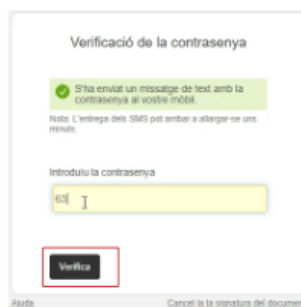 Verificació de la contrasenya
S'ha enviat un missatge de text amb la
contrasenya al vostre mòbil.
Nota: L'entrega dels SMS pot arribar a allargar-se uns
minuts.
Introduïu la contrasenya
63
Verifica
Ajuda
Cancel·la la signatura del document